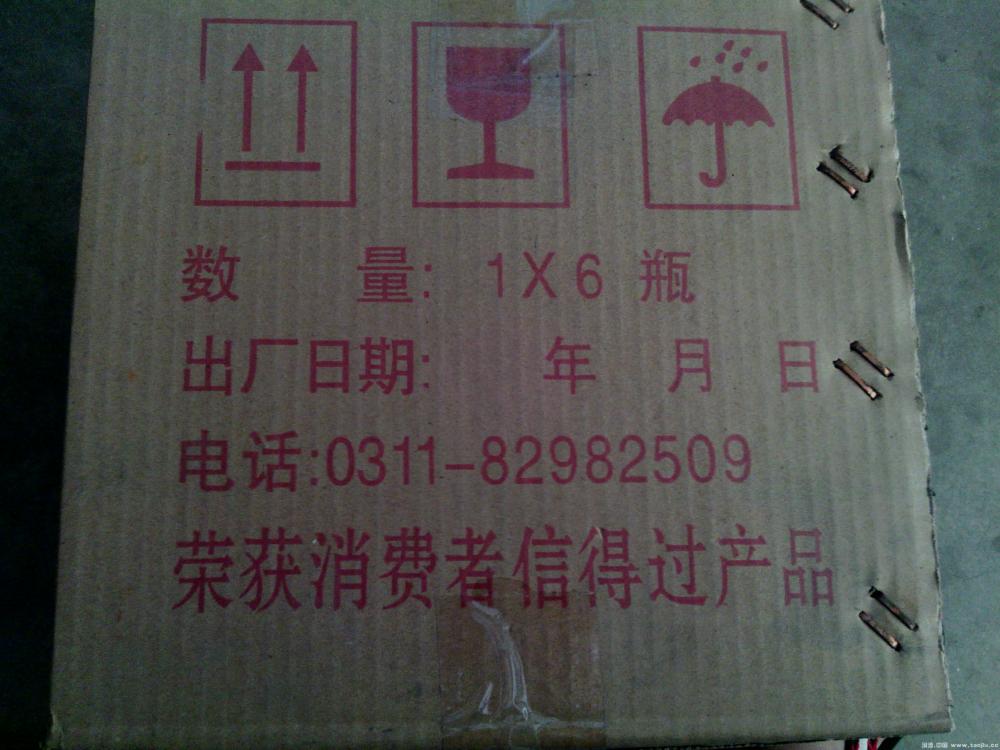 数 量: 1X6 瓶
出厂日期: 年 月 日
电话:0311-82982509
荣获消费者信得过产品